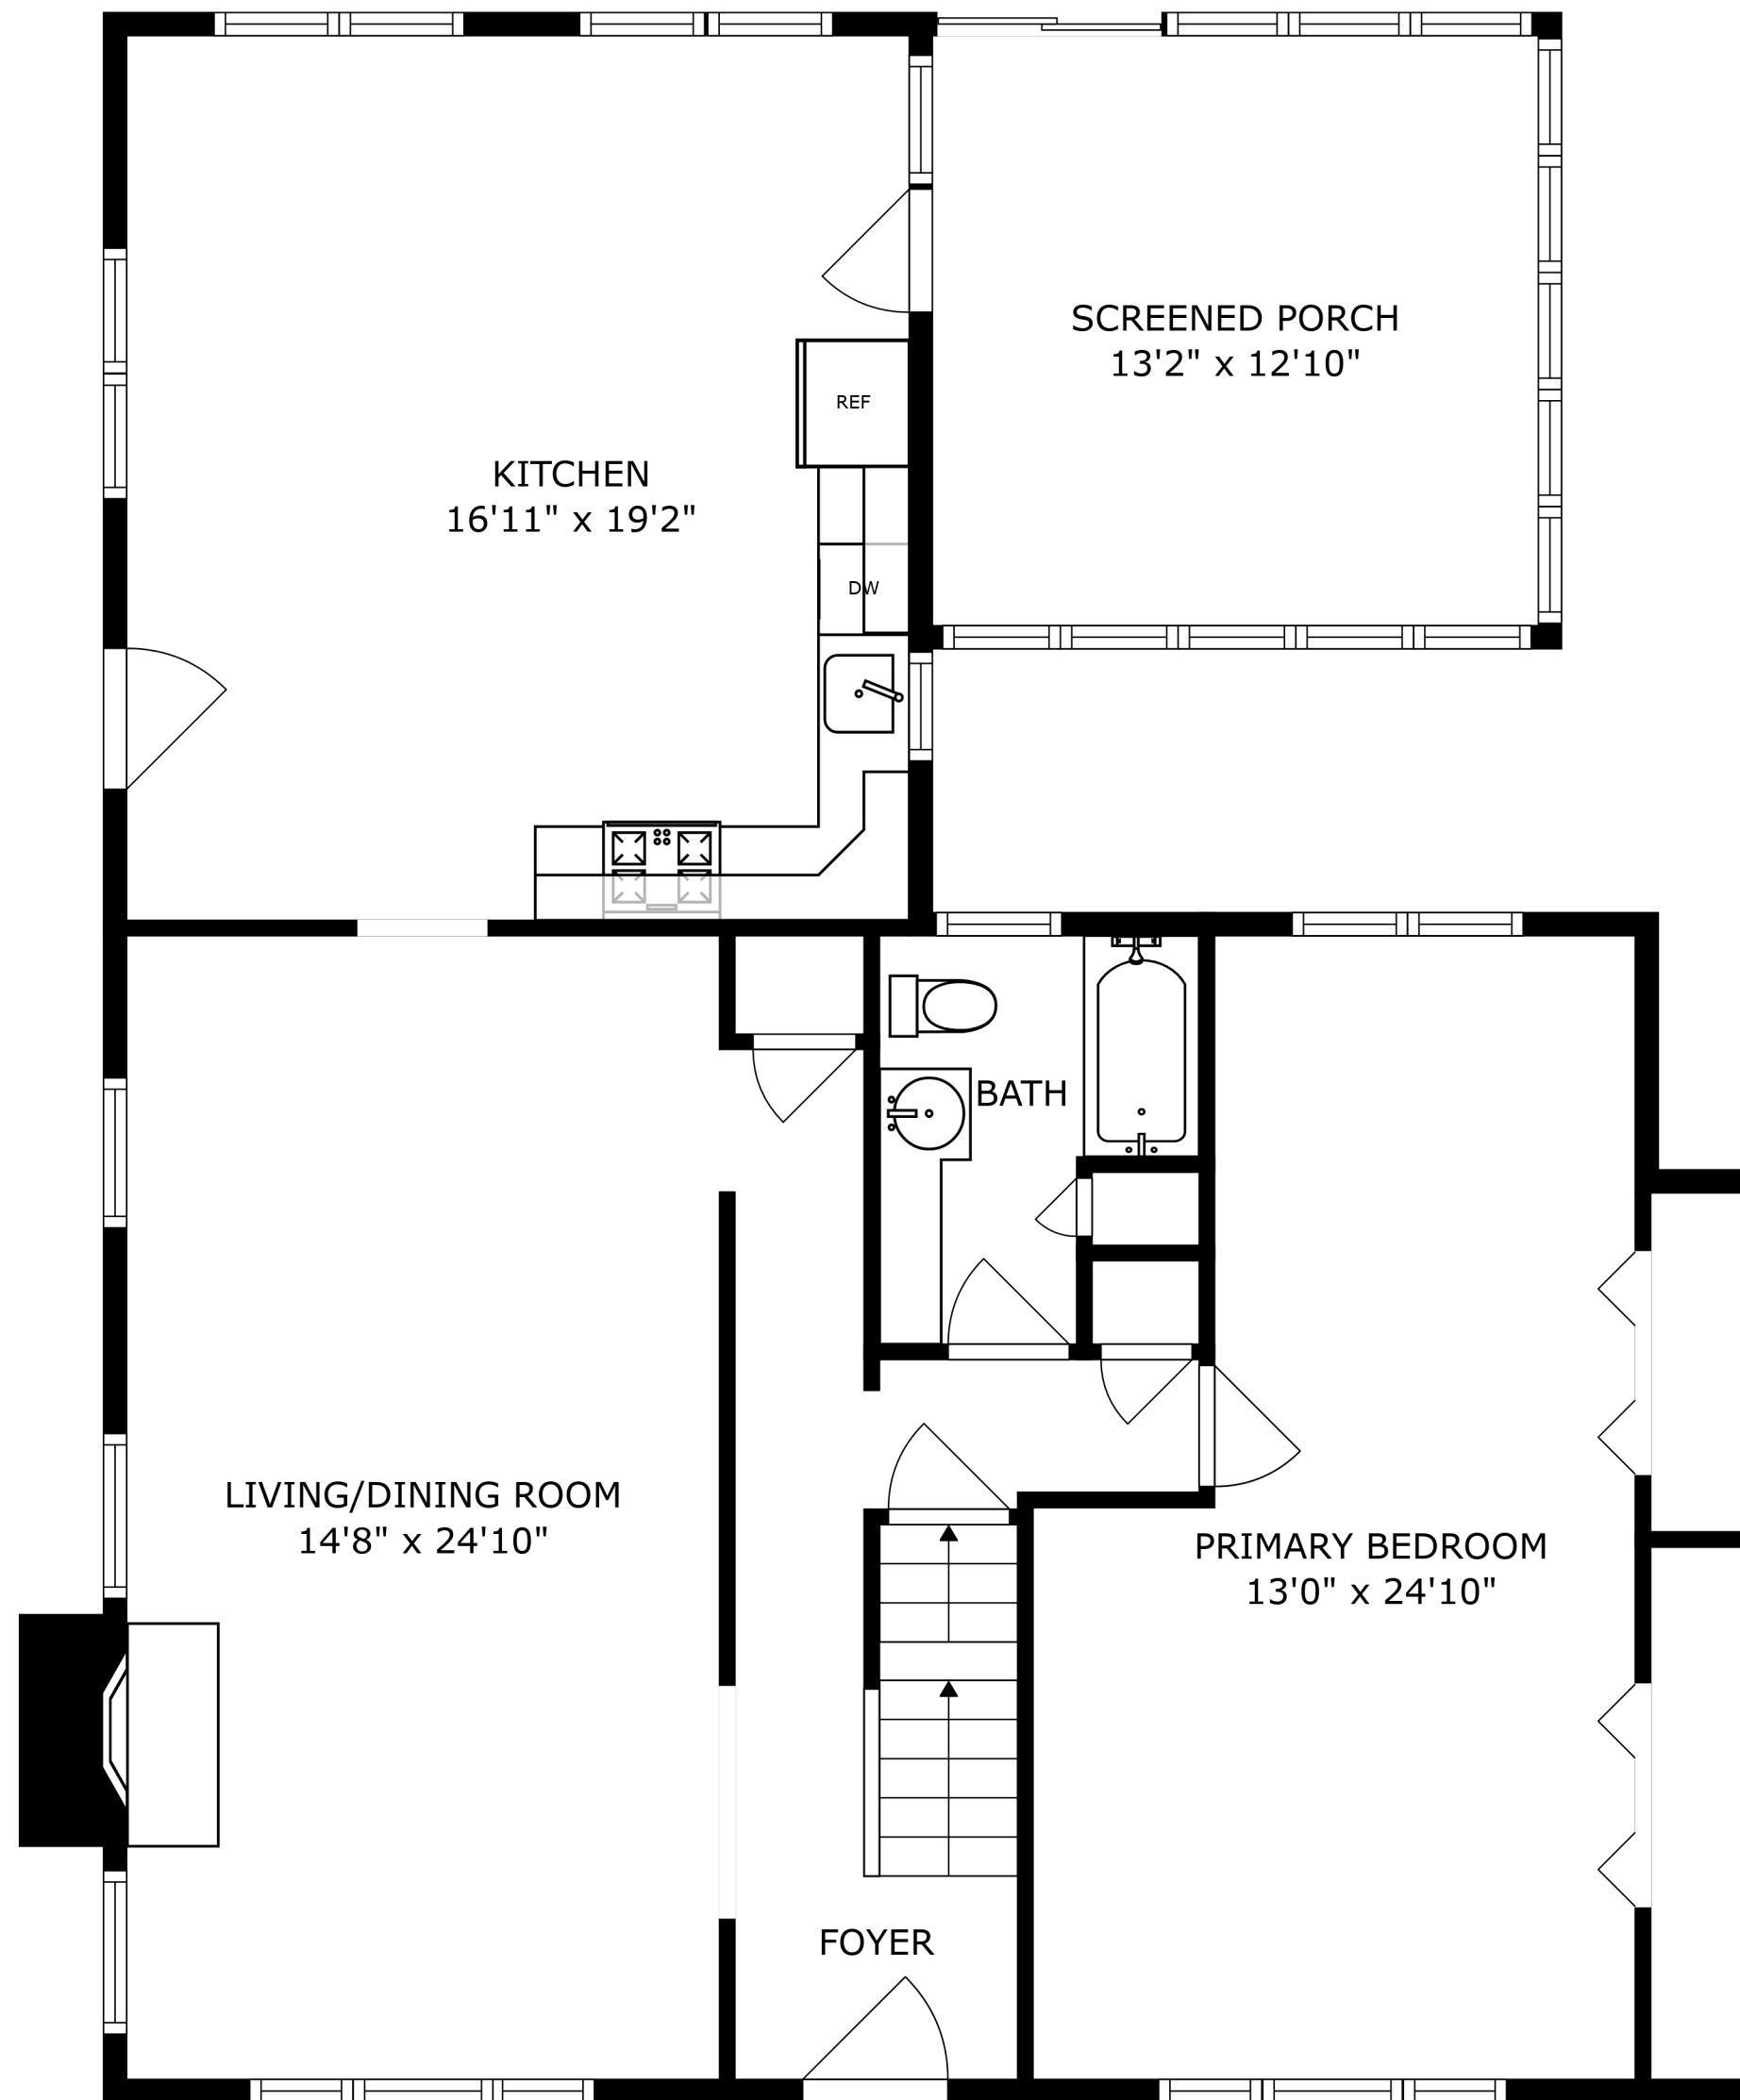 SCREENED PORCH
13'2" x 12'10"
REF
KITCHEN
16'11" x 19'2"
DW
BATH
LIVING/DINING ROOM
14'8" x 24'10"
PRIMARY BEDROOM
13'0" x 24'10"
FOYER